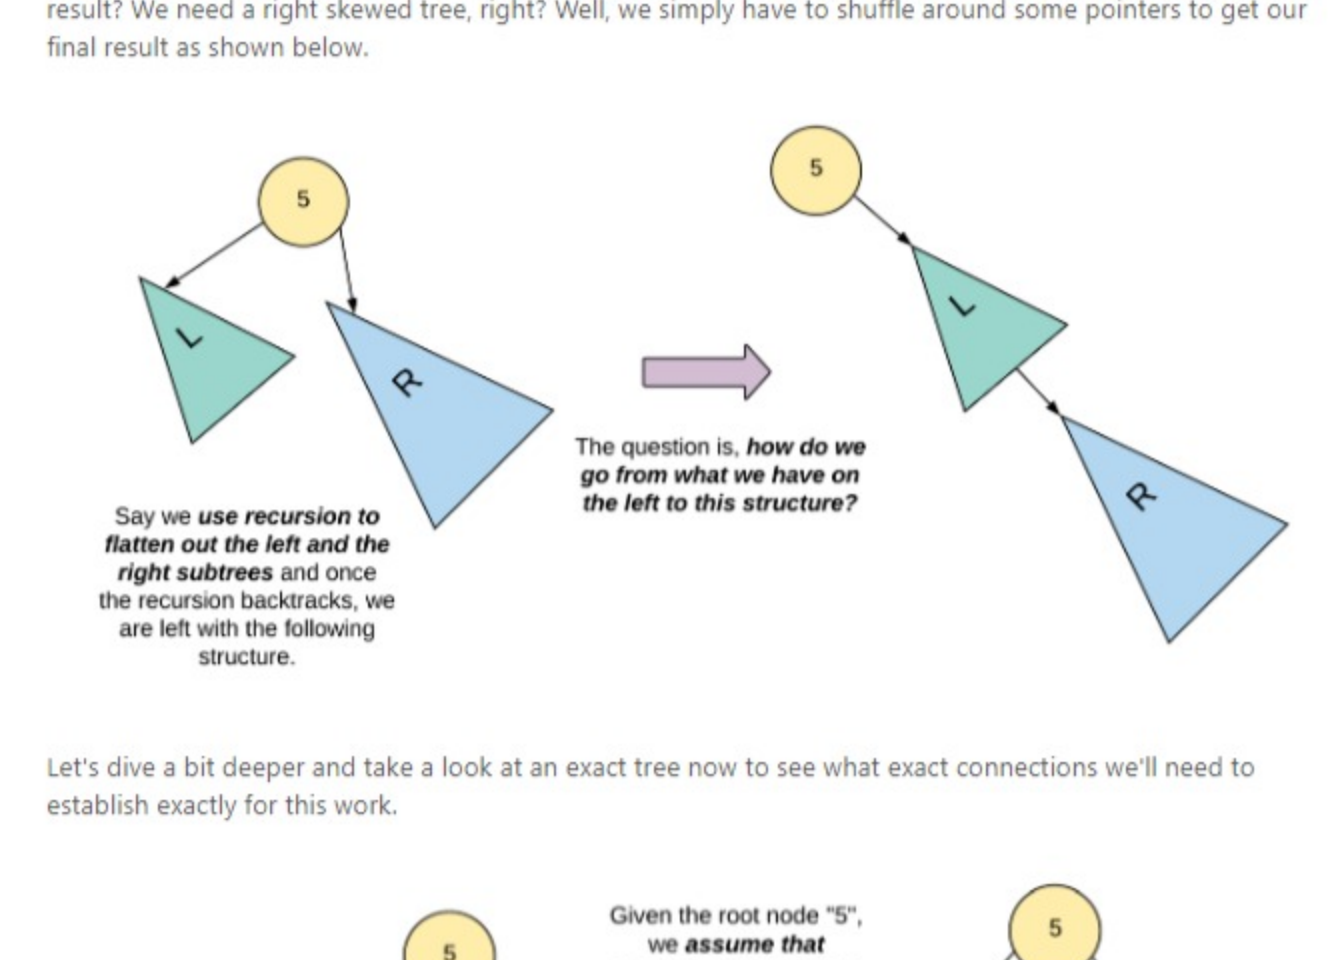 result? We need a right skewed tree, right? Well, we simply have to shuffle around some pointers to get our
final result as shown below.
5
5
L
R
L
R
The question is, how do we
go from what we have on
the left to this structure?
Say we use recursion to
flatten out the left and the
right subtrees and once
the recursion backtracks, we
are left with the following
structure.
Let's dive a bit deeper and take a look at an exact tree now to see what exact connections we'll need to
establish exactly for this work.
5
Given the root node "5",
we assume that
5